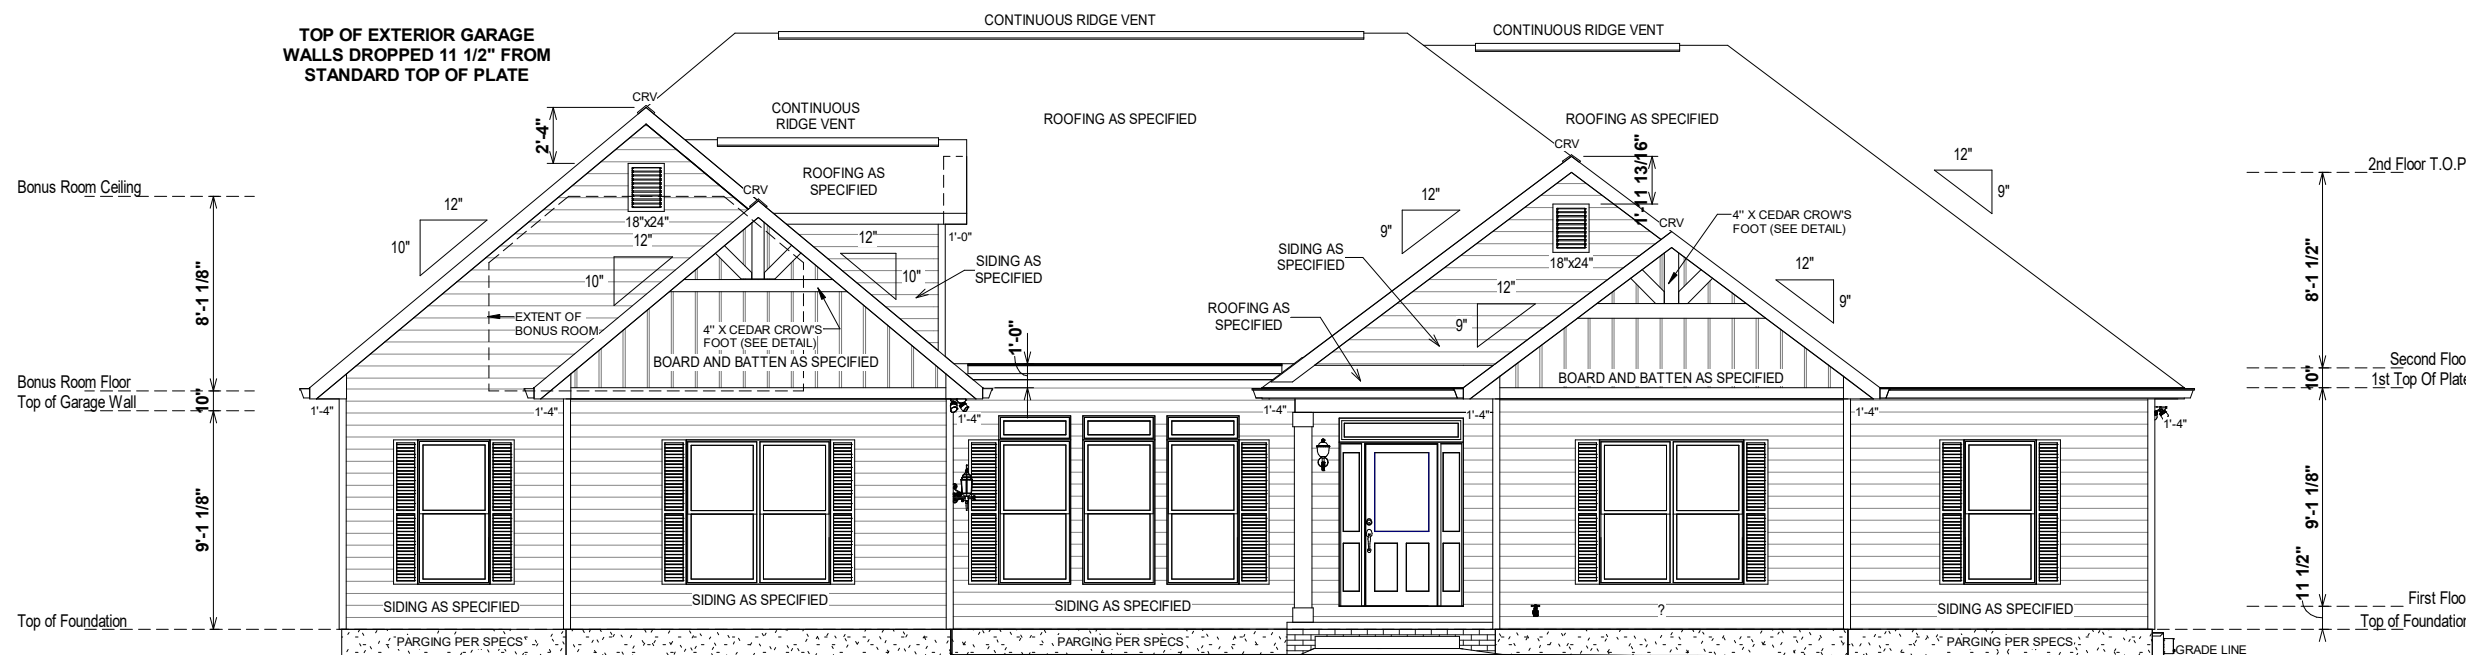 TOP OF EXTERIOR GARAGE
WALLS DROPPED 11 1/2" FROM
STANDARD TOP OF PLATE
CONTINUOUS RIDGE VENT
CONTINUOUS RIDGE VENT
CRV
2'-4"
CONTINUOUS
RIDGE VENT
ROOFING AS SPECIFIED
ROOFING AS SPECIFIED
CRV
1'-11 13/16"
12"
9"
2nd Floor T.O.P
Bonus Room Ceiling
12"
10"
18"x24"
CRV
ROOFING AS
SPECIFIED
12"
9"
CRV
4" X CEDAR CROW'S
FOOT (SEE DETAIL)
12"
10"
12"
10"
1'-0"
SIDING AS
SPECIFIED
SIDING AS
SPECIFIED
18"x24"
12"
9"
8'-1 1/8"
8'-1 1/2"
EXTENT OF
BONUS ROOM
4" X CEDAR CROW'S
FOOT (SEE DETAIL)
BOARD AND BATTEN AS SPECIFIED
1'-0"
ROOFING AS
SPECIFIED
12"
9"
BOARD AND BATTEN AS SPECIFIED
Second Floo
1st Top Of Plate
10"
Bonus Room Floor
Top of Garage Wall
10"
1'-4"
1'-4"
1'-4"
1'-4"
1'-4"
1'-4"
1'-4"
9'-1 1/8"
9'-1 1/8"
SIDING AS SPECIFIED
SIDING AS SPECIFIED
SIDING AS SPECIFIED
?
SIDING AS SPECIFIED
11 1/2"
First Floo
Top of Foundation
Top of Foundation
PARGING PER SPECS
PARGING PER SPECS
PARGING PER SPECS
GRADE LINE